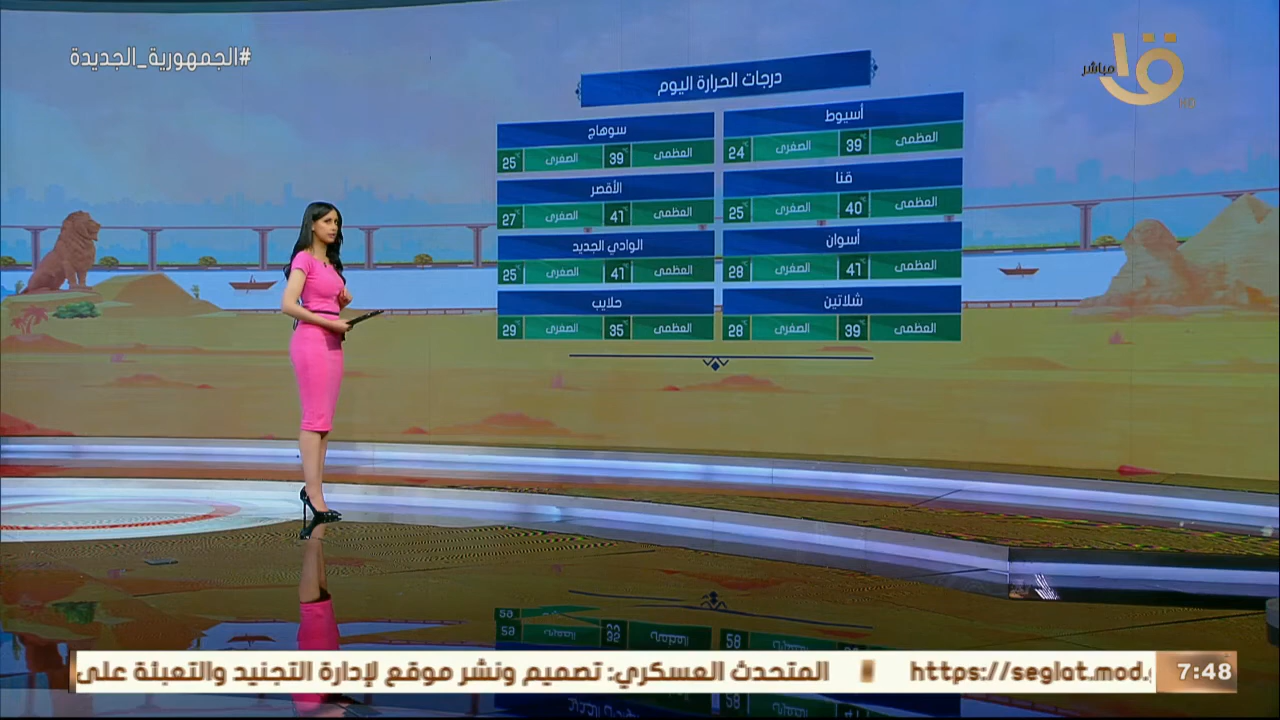 #الجمهورية_الجديدة
مباشر
HD
درجات الحرارة اليوم
أسيوط
العظمى 39 الصغرى 24
سوهاج
العظمى 39 الصغرى 25
قنا
العظمى 40 الصغرى 25
الأقصر
العظمى 41 الصغرى 27
أسوان
العظمى 41 الصغرى 28
الوادي الجديد
العظمى 41 الصغرى 25
شلاتين
العظمى 39 الصغرى 28
حلايب
العظمى 35 الصغرى 29
https://seglat.mod.
المتحدث العسكري: تصميم ونشر موقع لإدارة التجنيد والتعبئة على
7:48